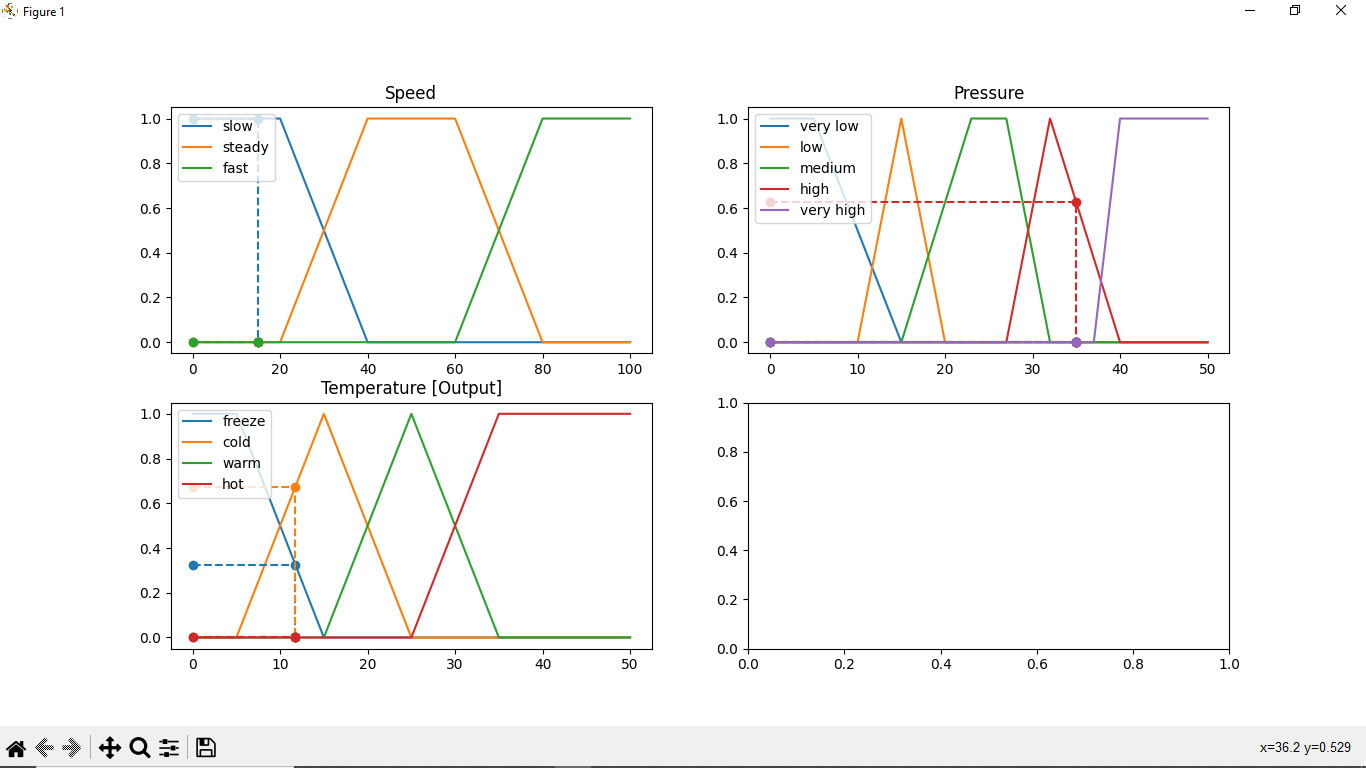 Figure 1
Speed
1.0
0.8
0.6
0.4
0.2
0.0
slow
steady
fast
0 20 40 60 80 100
Pressure
1.0
0.8
0.6
0.4
0.2
0.0
very low
low
medium
high
very high
0 10 20 30 40 50
Temperature [Output]
1.0
0.8
0.6
0.4
0.2
0.0
freeze
cold
warm
hot
0 10 20 30 40 50
1.0
0.8
0.6
0.4
0.2
0.0
0.0 0.2 0.4 0.6 0.8 1.0
x=36.2 y=0.529